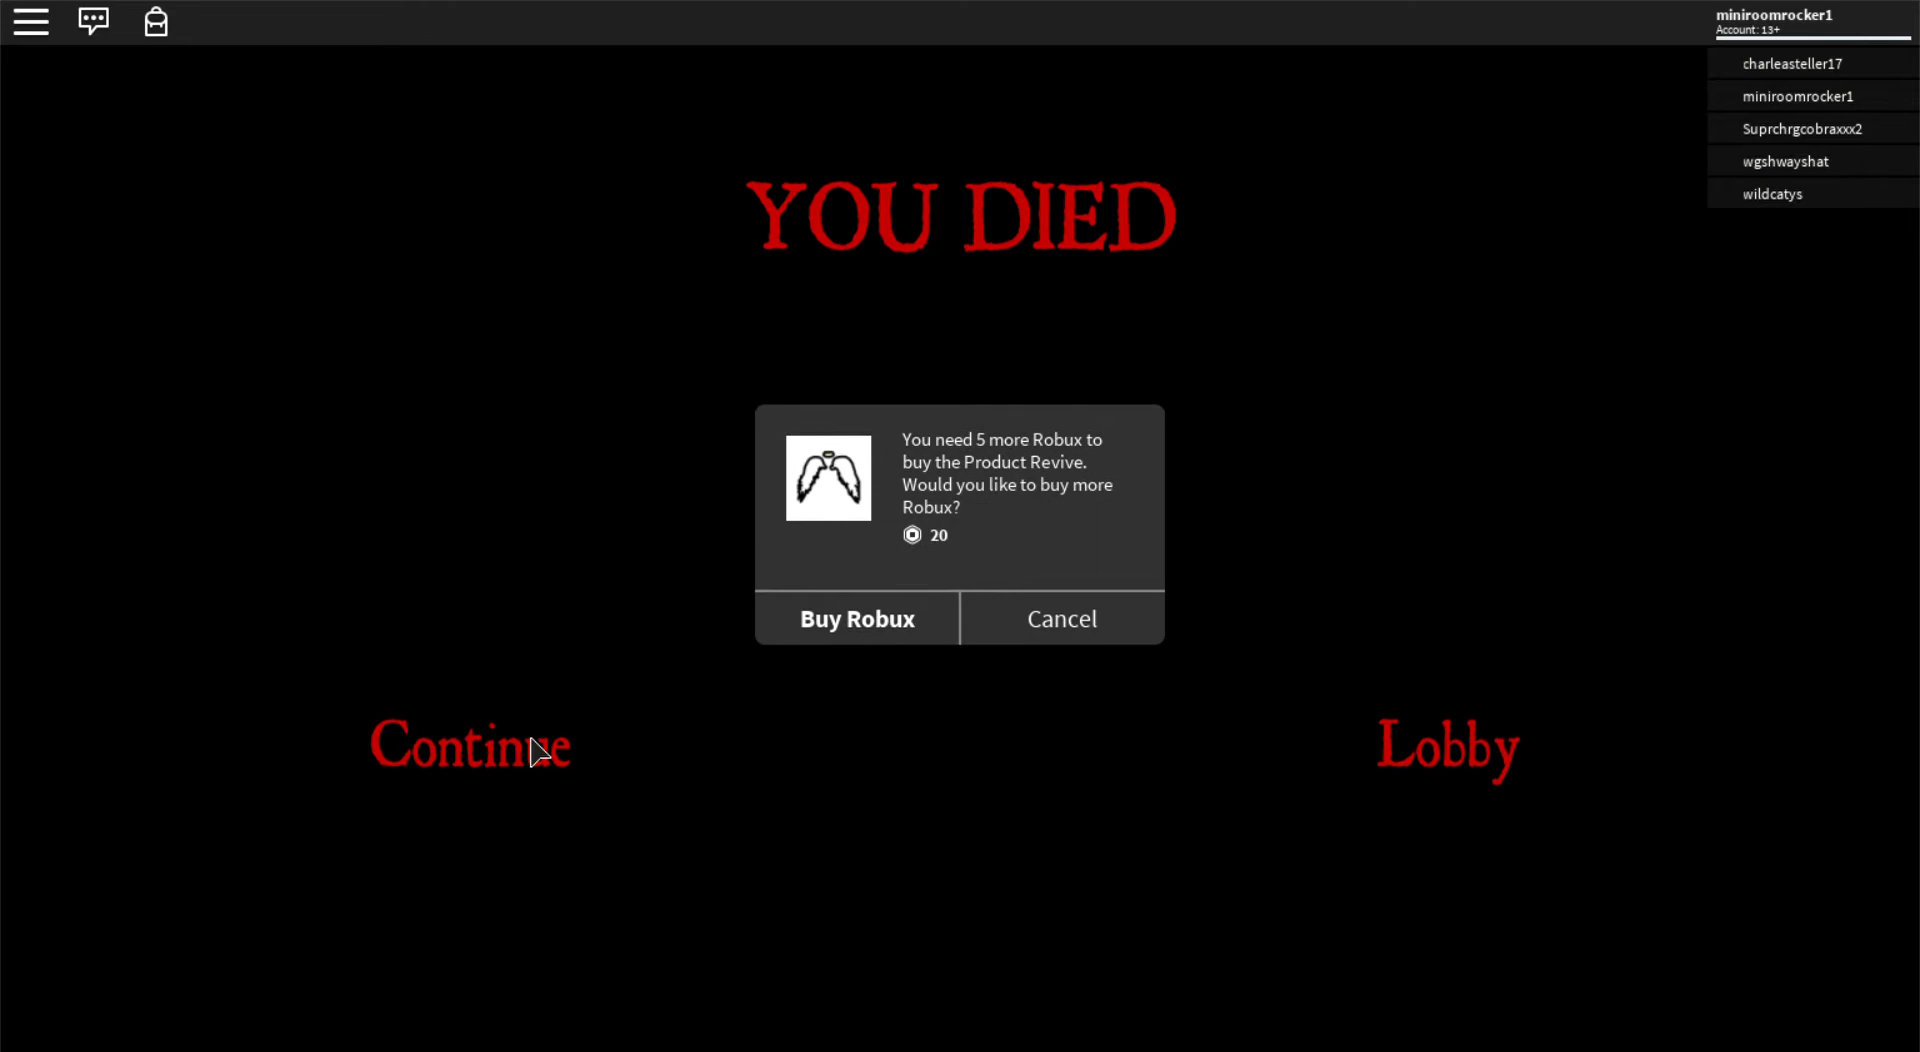 miniroomrocker1
Account: 13+
charleasteller17
miniroomrocker1
Suprchrgcobraxxx2
wgshwayshat
wildcatys
YOU DIED
You need 5 more Robux to
buy the Product Revive.
Would you like to buy more
Robux?
20
Buy Robux
Cancel
Continue
Lobby